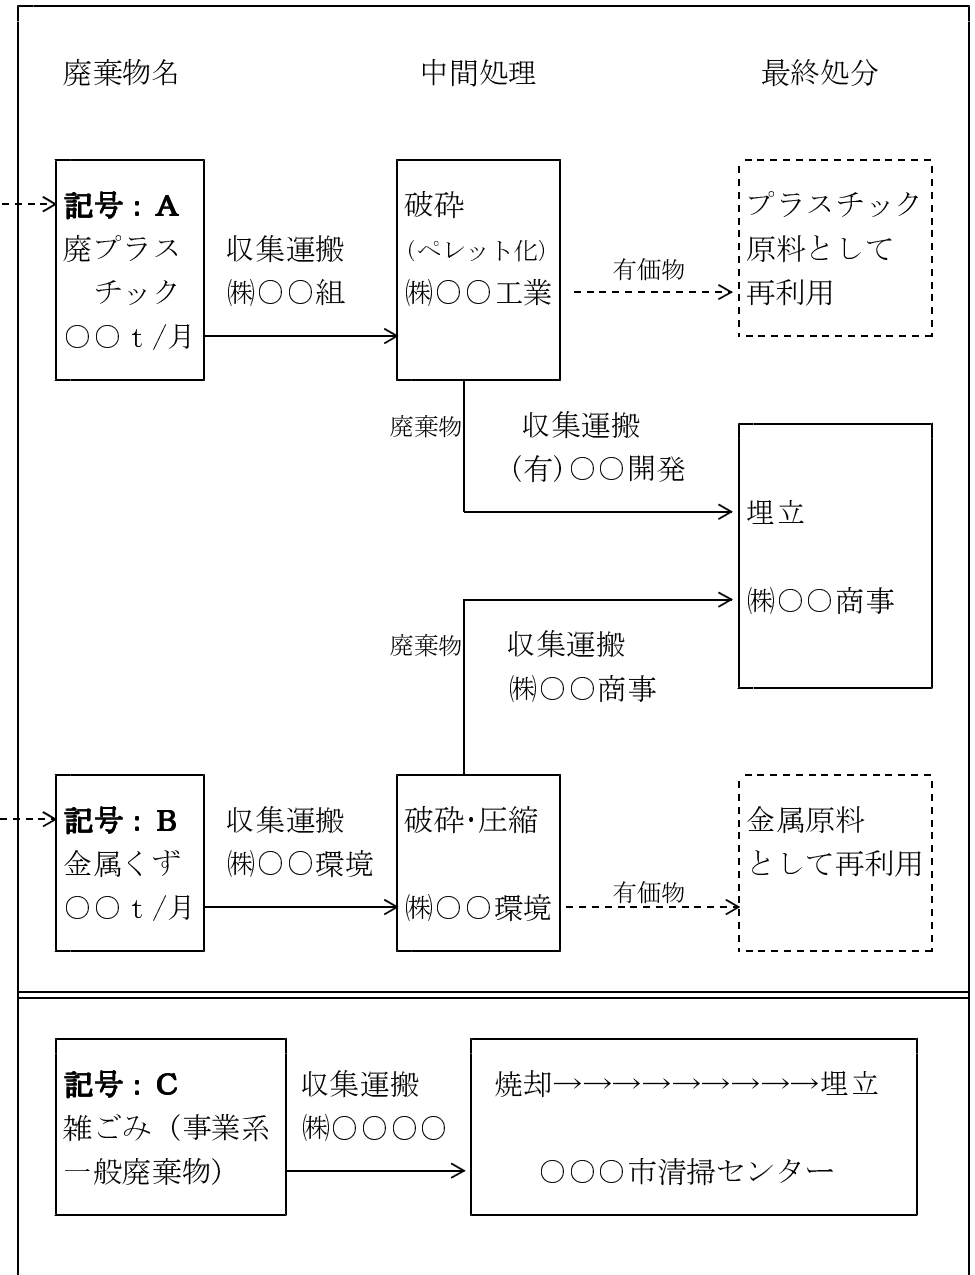 廃棄物名
中間処理
最終処分
記号：A
廃プラス
チック
○○ｔ/月
収集運搬
㈱○○組
破砕
（ペレット化）
㈱○○工業
有価物
プラスチック
原料として
再利用
廃棄物
収集運搬
（有）○○開発
埋立
㈱○○商事
廃棄物
収集運搬
㈱○○商事
記号：B
金属くず
○○ｔ/月
収集運搬
㈱○○環境
破砕･圧縮
㈱○○環境
有価物
金属原料
として再利用
記号：C
雑ごみ（事業系
一般廃棄物）
収集運搬
㈱○○○○
焼却→→→→→→→→→埋立
○○○市清掃センター